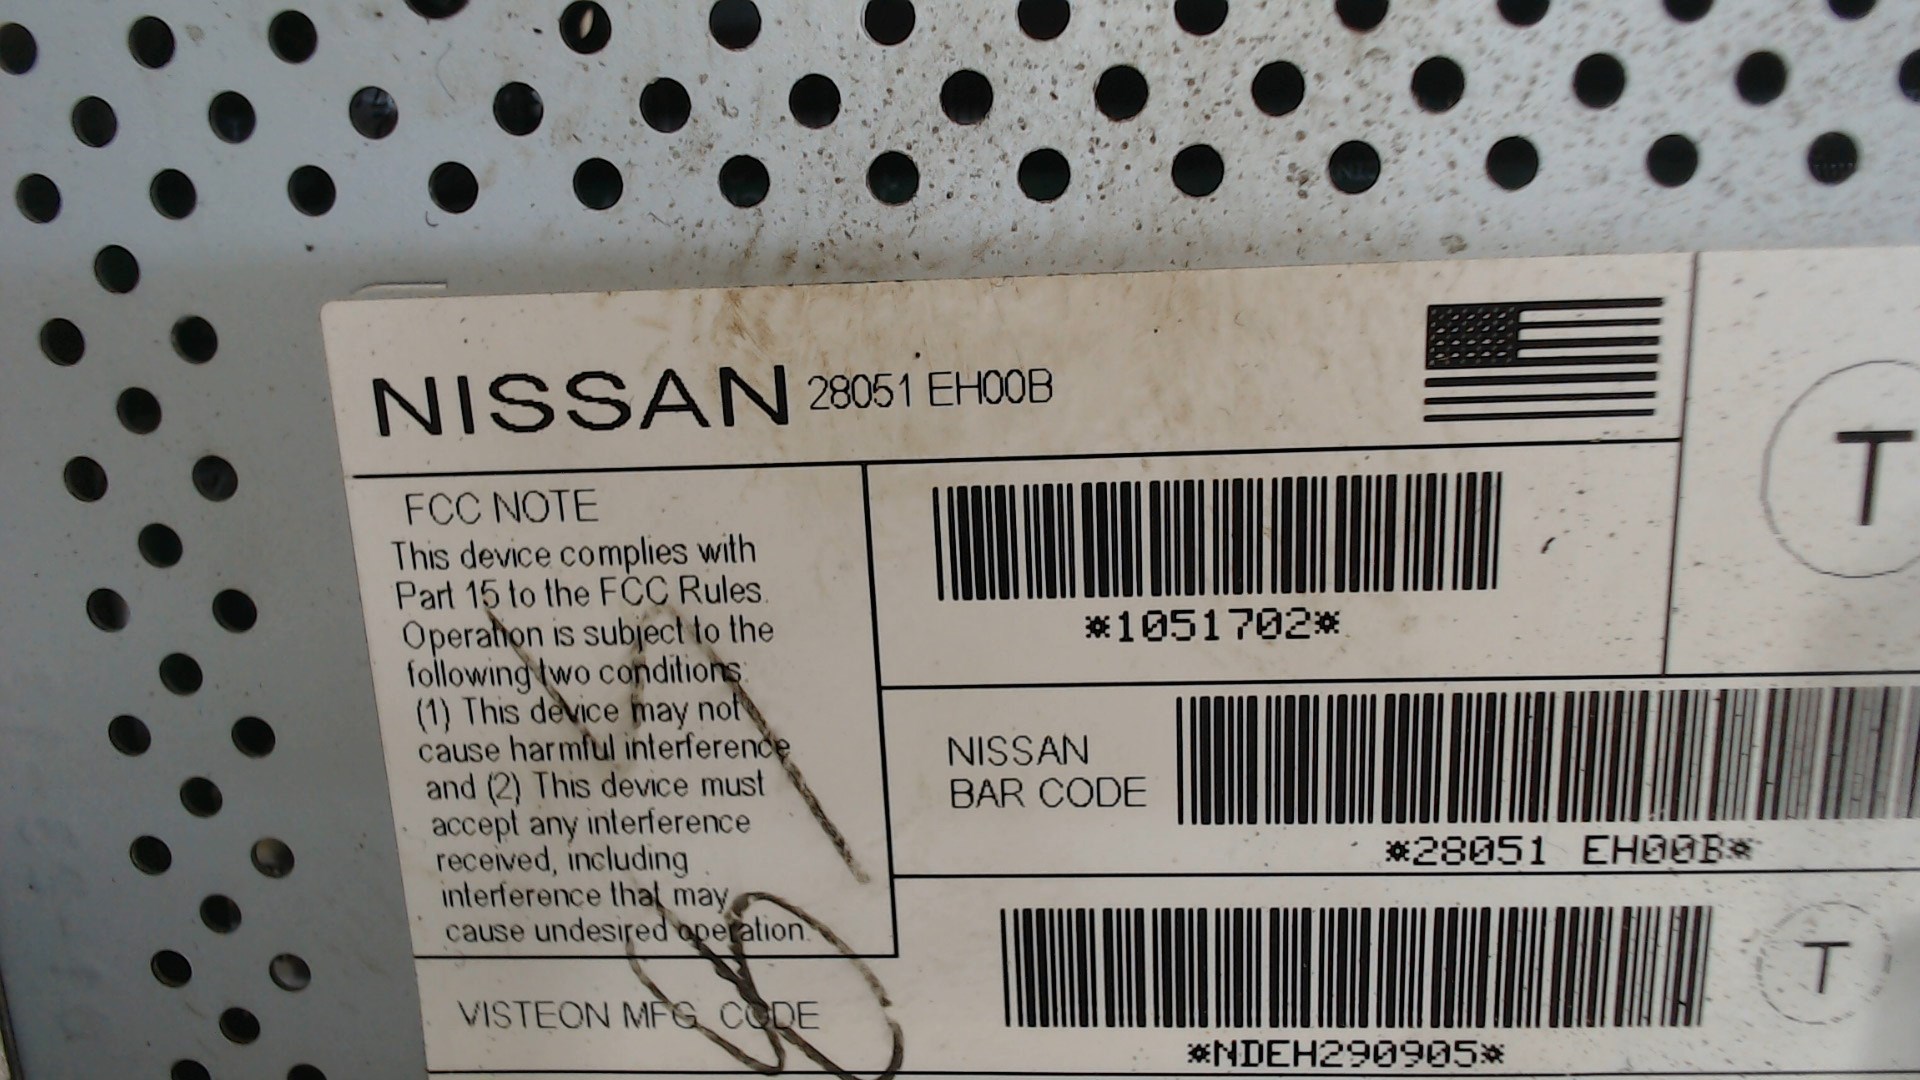 NISSAN 28051 EH00B
FCC NOTE
This device complies with
Part 15 to the FCC Rules.
Operation is subject to the
following two conditions:
(1) This device may not
cause harmful interference
and (2) This device must
accept any interference
received, including
interference that may
cause undesired operation.
*1051702*
T
NISSAN
BAR CODE
*28051 EH00B*
VISTEON MFG CODE
*NDEH290905*
T